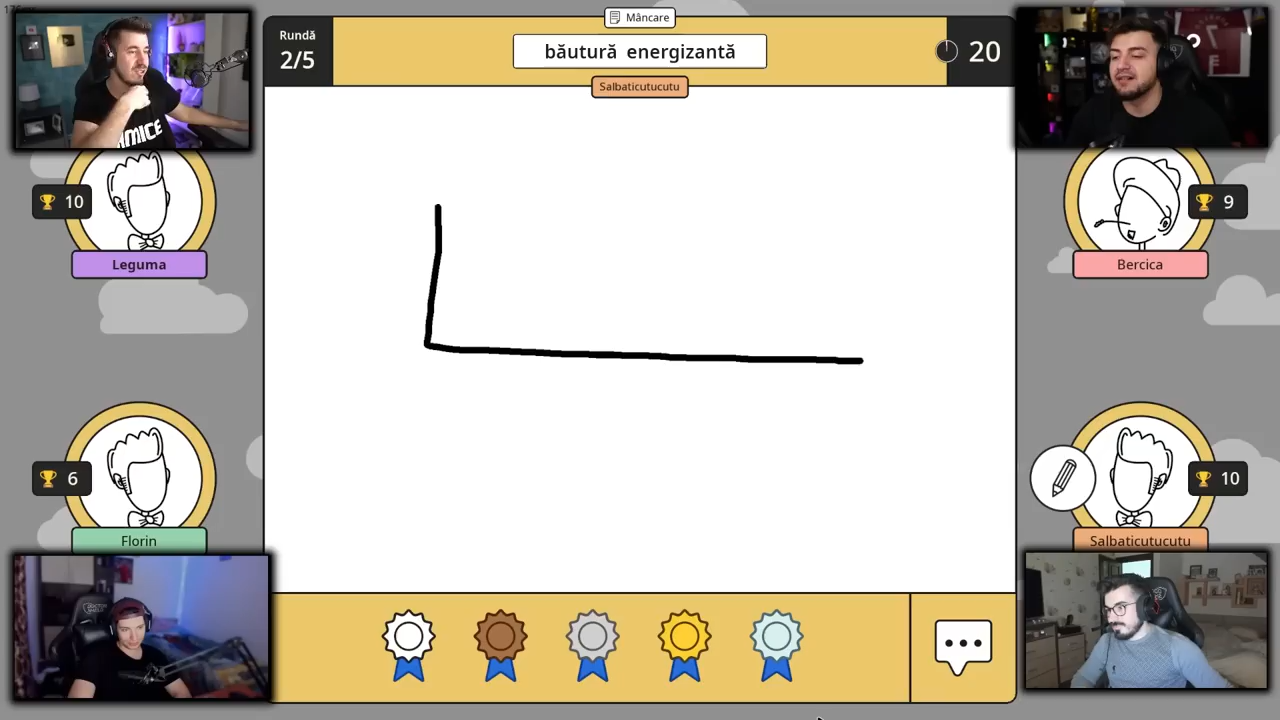 Mâncare
Rundă
2/5
băutură energizantă
20
Salbaticutucutu
10
Leguma
9
Bercica
6
Florin
10
Salbaticutucutu